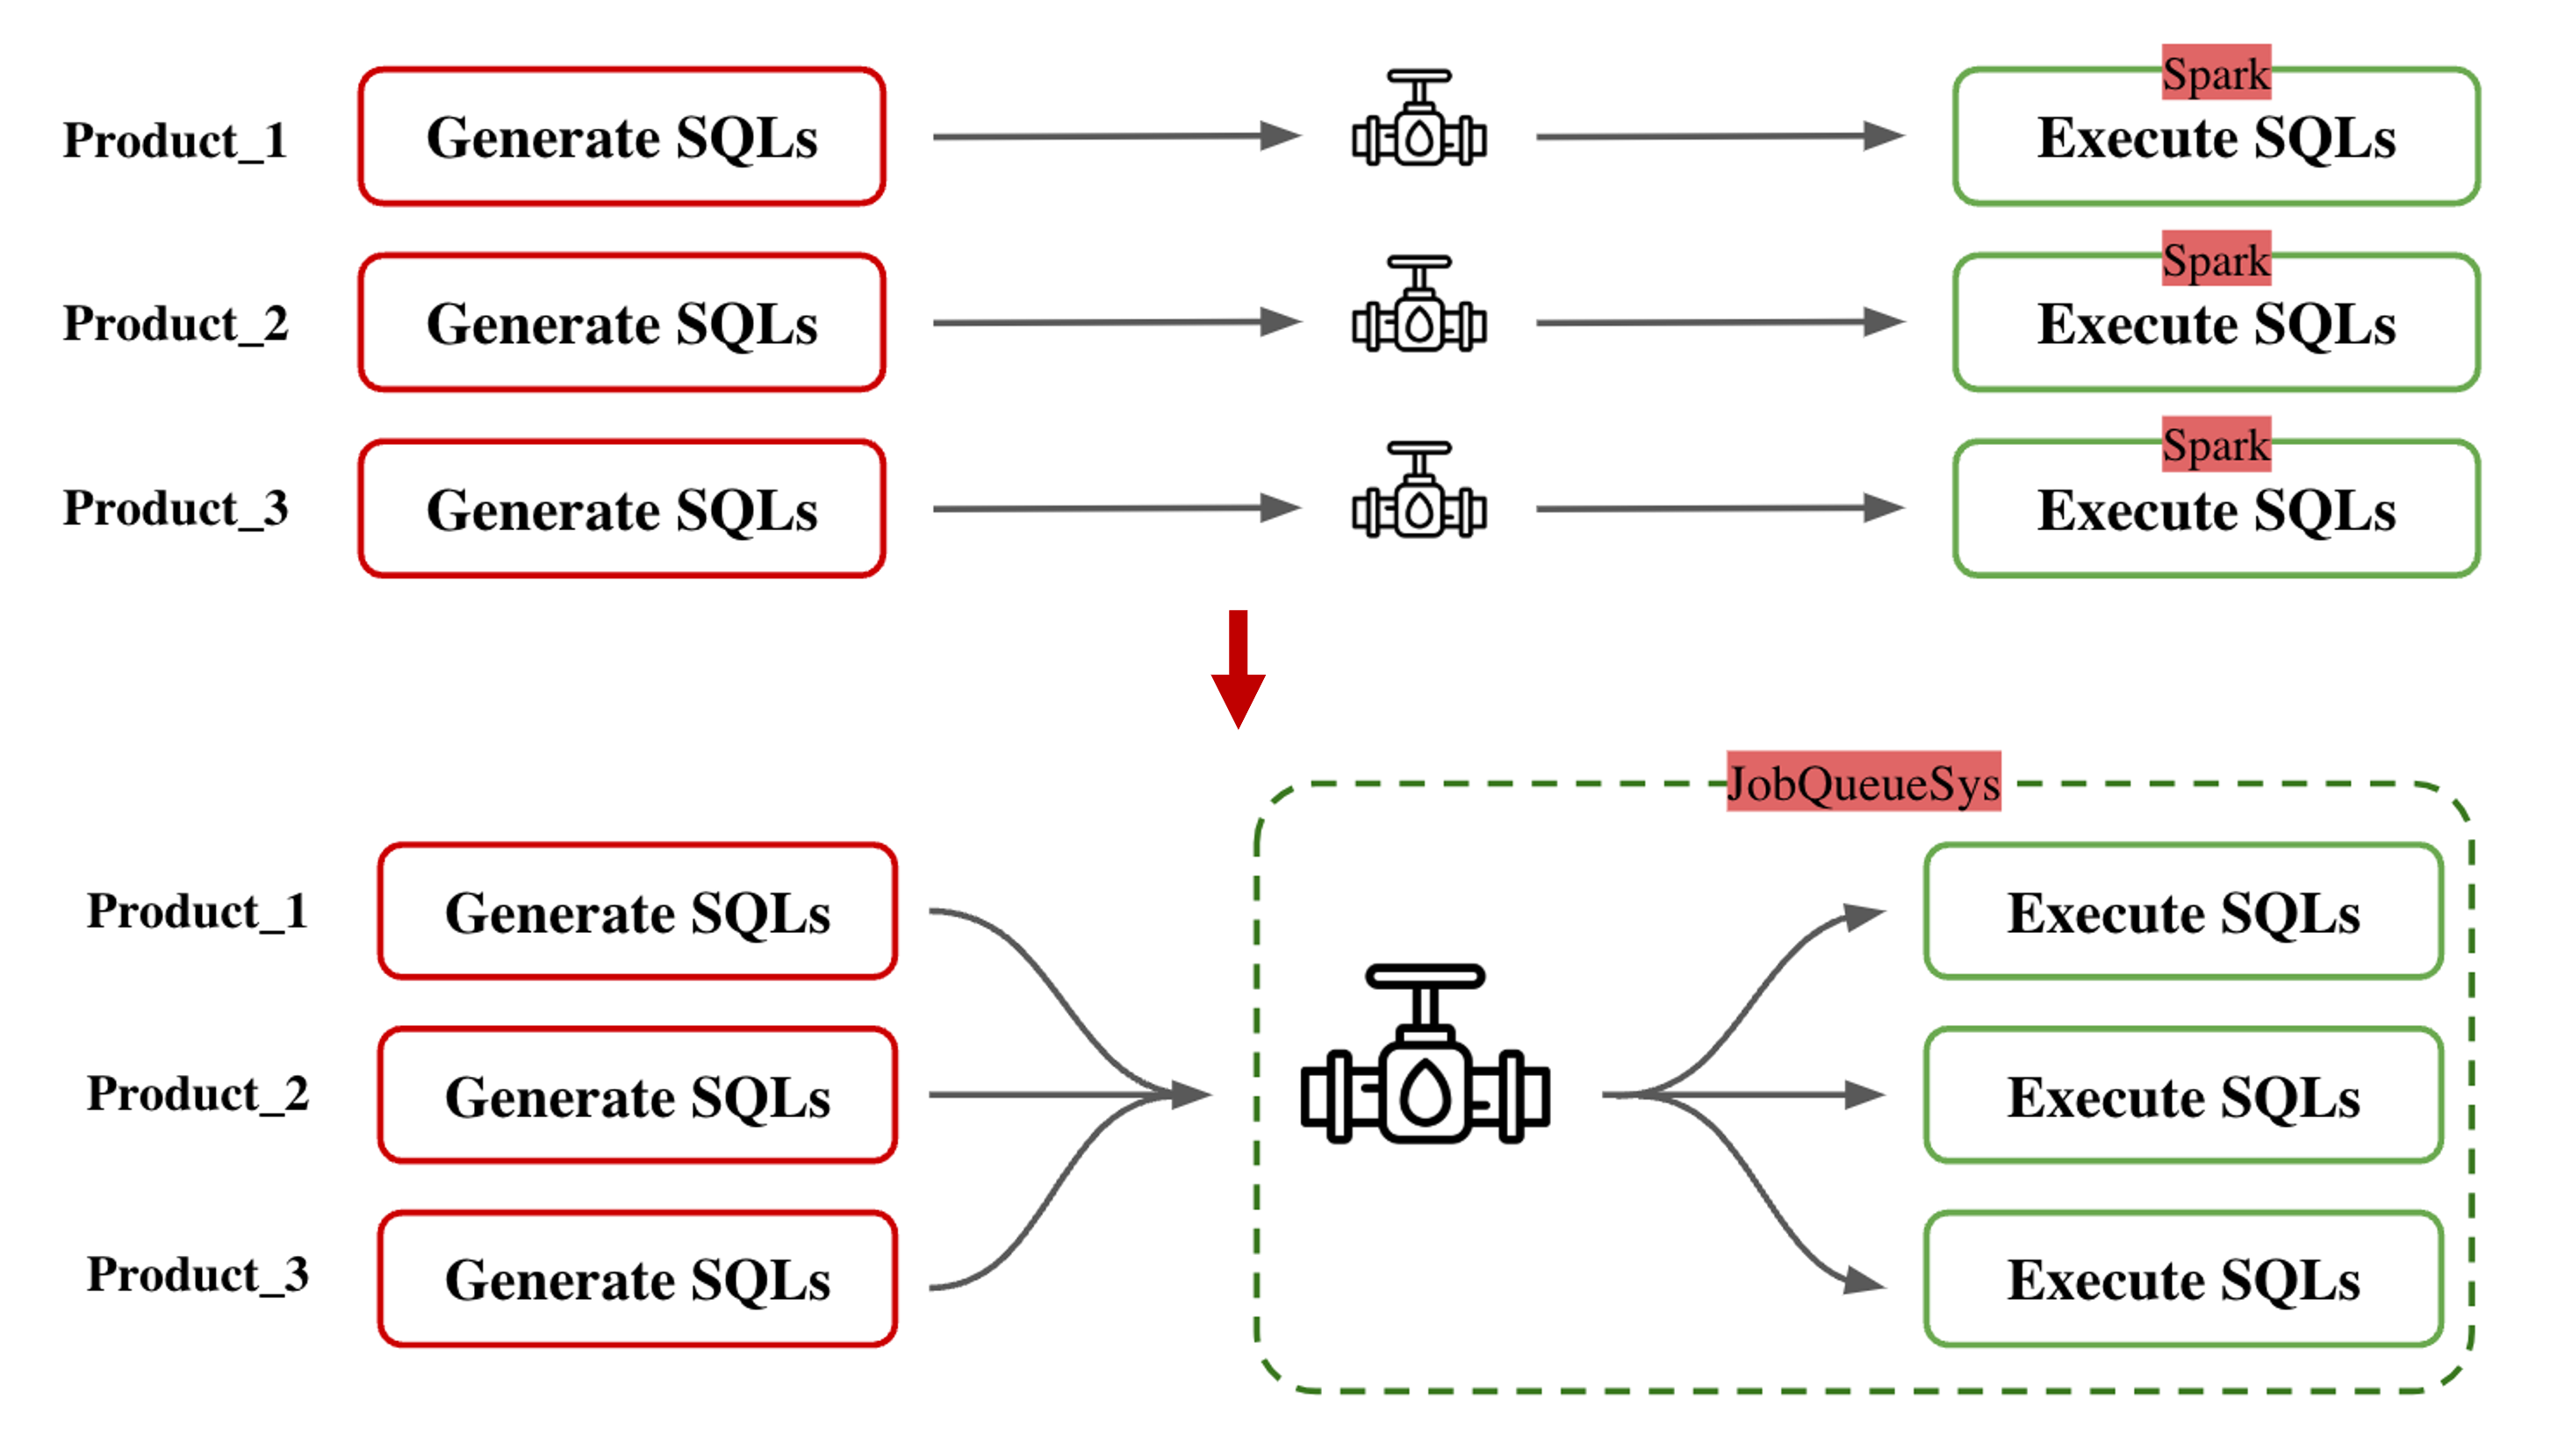 Spark
Product_1 Generate SQLs Execute SQLs
Spark
Product_2 Generate SQLs Execute SQLs
Spark
Product_3 Generate SQLs Execute SQLs
JobQueueSys
Product_1 Generate SQLs Execute SQLs
Product_2 Generate SQLs Execute SQLs
Product_3 Generate SQLs Execute SQLs